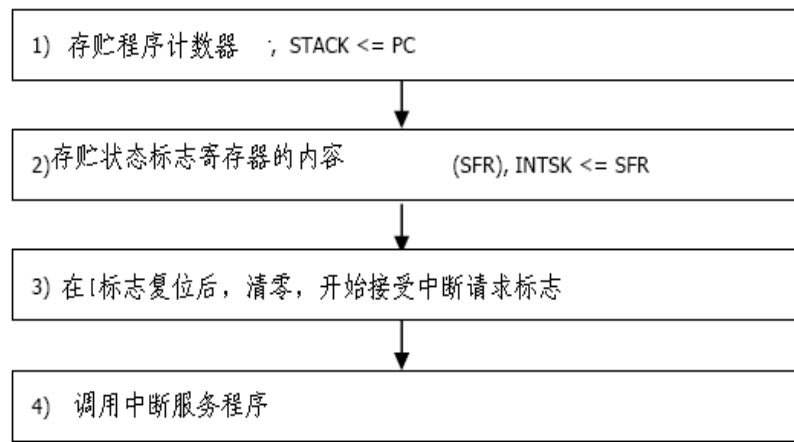 1) 存贮程序计数器 ;, STACK <= PC
2)存贮状态标志寄存器的内容 (SFR), INTSK <= SFR
3) 在I标志复位后，清零，开始接受中断请求标志
4) 调用中断服务程序